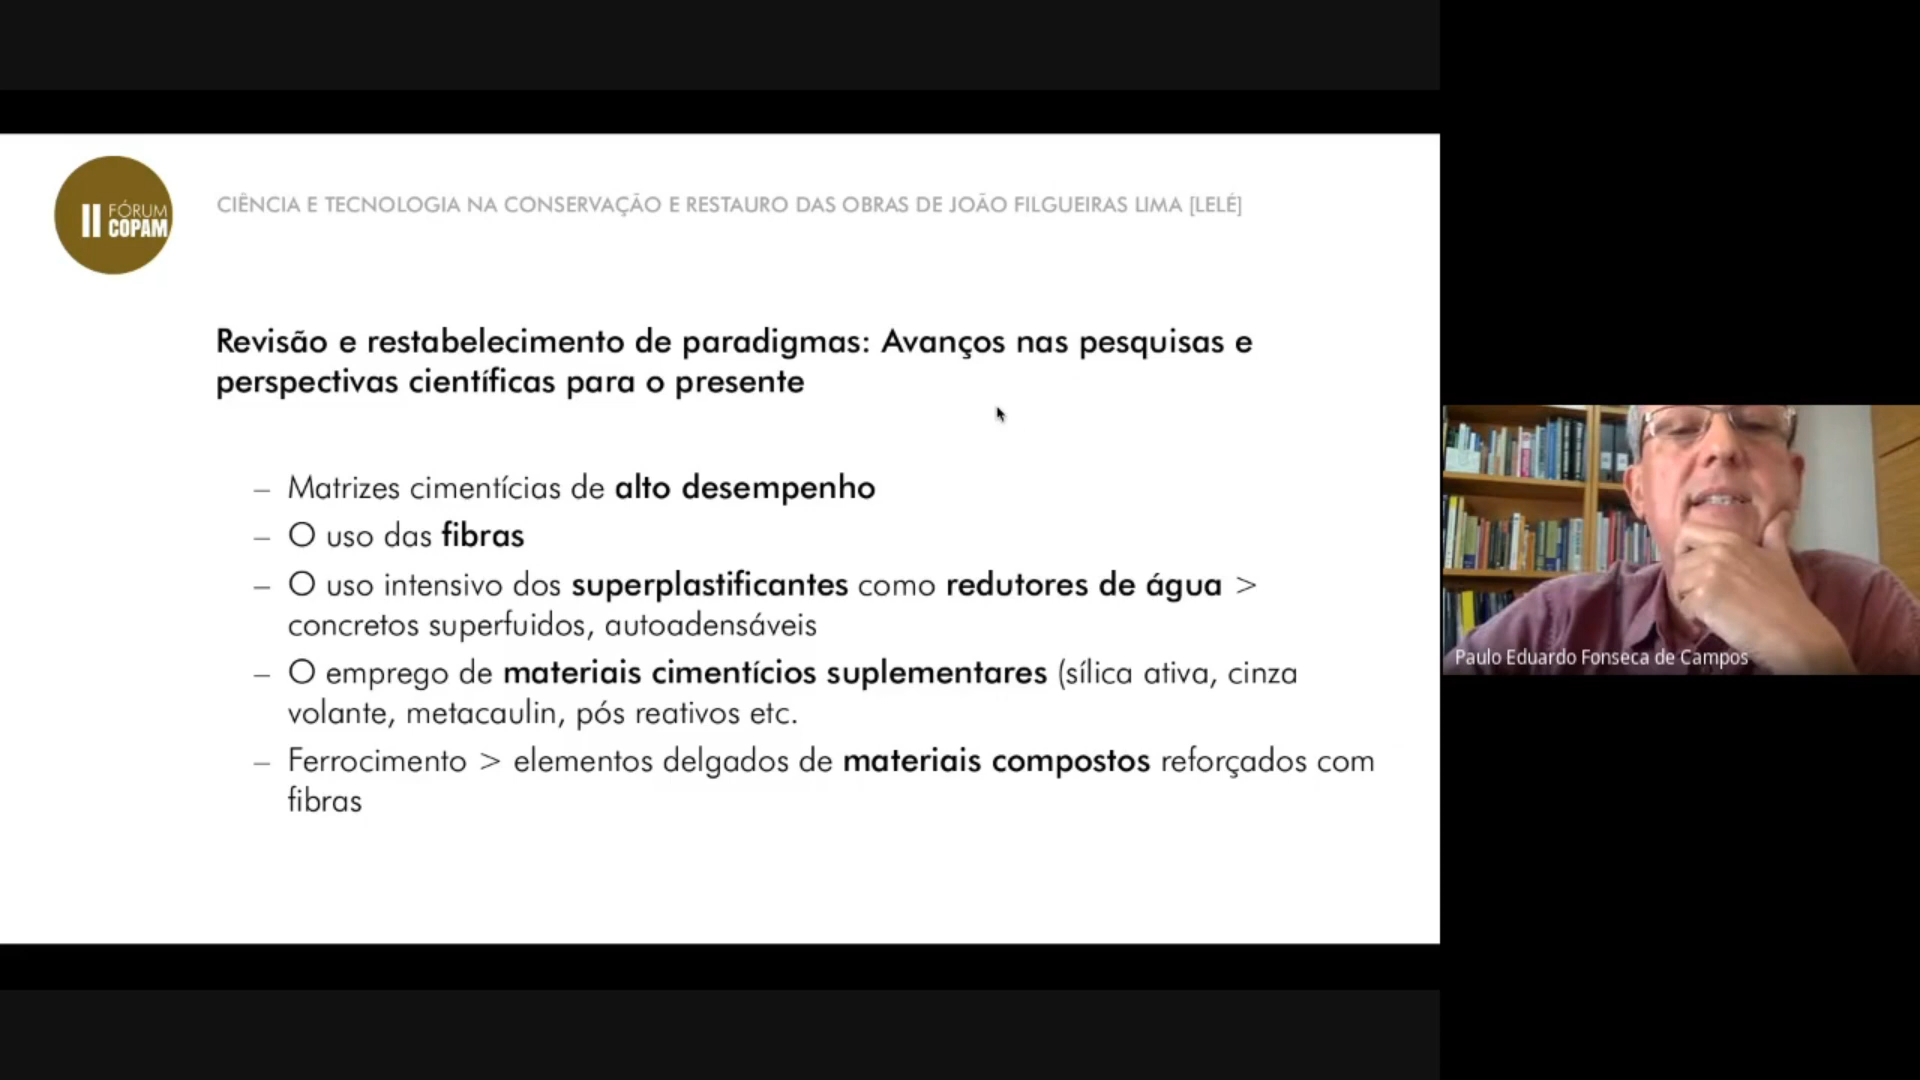 II FÓRUM
COPAM
CIÊNCIA E TECNOLOGIA NA CONSERVAÇÃO E RESTAURO DAS OBRAS DE JOÃO FILGUEIRAS LIMA [LELÉ]
Revisão e restabelecimento de paradigmas: Avanços nas pesquisas e
perspectivas científicas para o presente
– Matrizes cimentícias de alto desempenho
– O uso das fibras
– O uso intensivo dos superplastificantes como redutores de água >
concretos superfuidos, autoadensáveis
– O emprego de materiais cimentícios suplementares (sílica ativa, cinza
volante, metacaulin, pós reativos etc.
– Ferrocimento > elementos delgados de materiais compostos reforçados com
fibras
Paulo Eduardo Fonseca de Campos